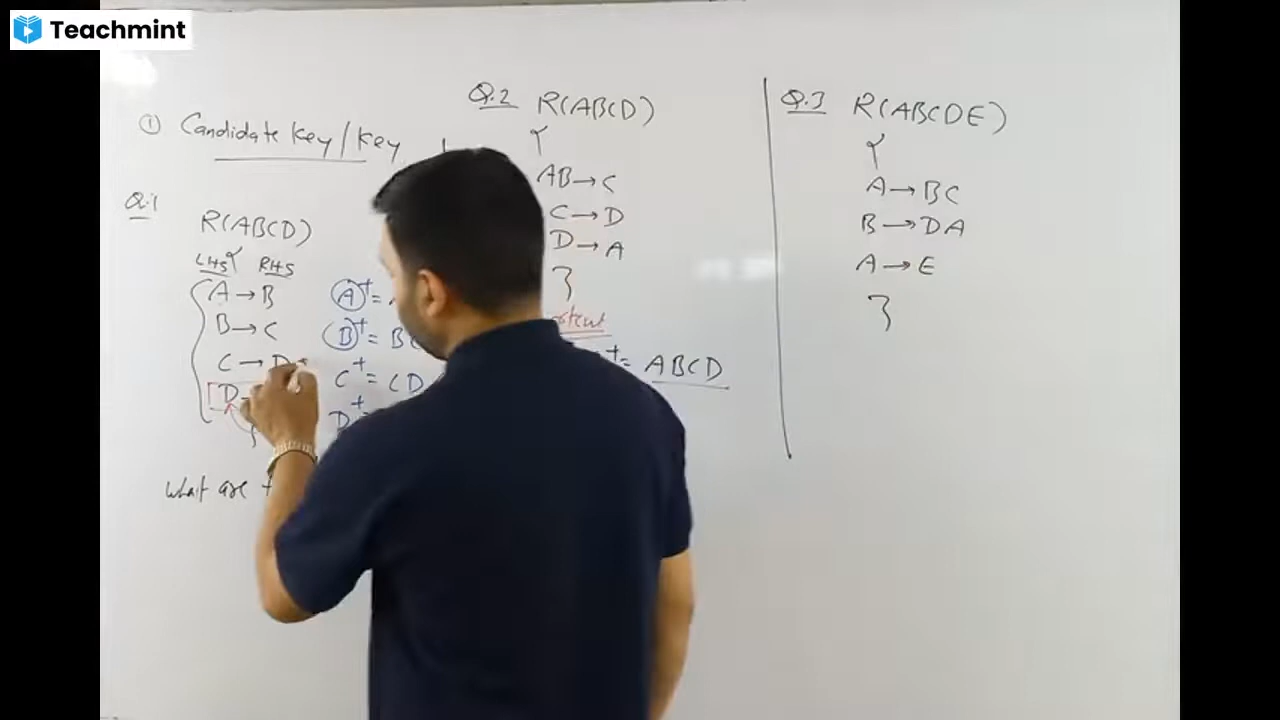 Teachmint
① Candidate Key/Key
Q.1
R(ABCD)
{
LHS RHS
A→B
B→C
C→D
D
}
what are
A⁺=
B⁺= BC
C⁺= CD
D⁺=
Q.2 R(ABCD)
{
AB→C
C→D
D→A
}
⁺= ABCD
Q.3 R(ABCDE)
{
A→BC
B→DA
A→E
}